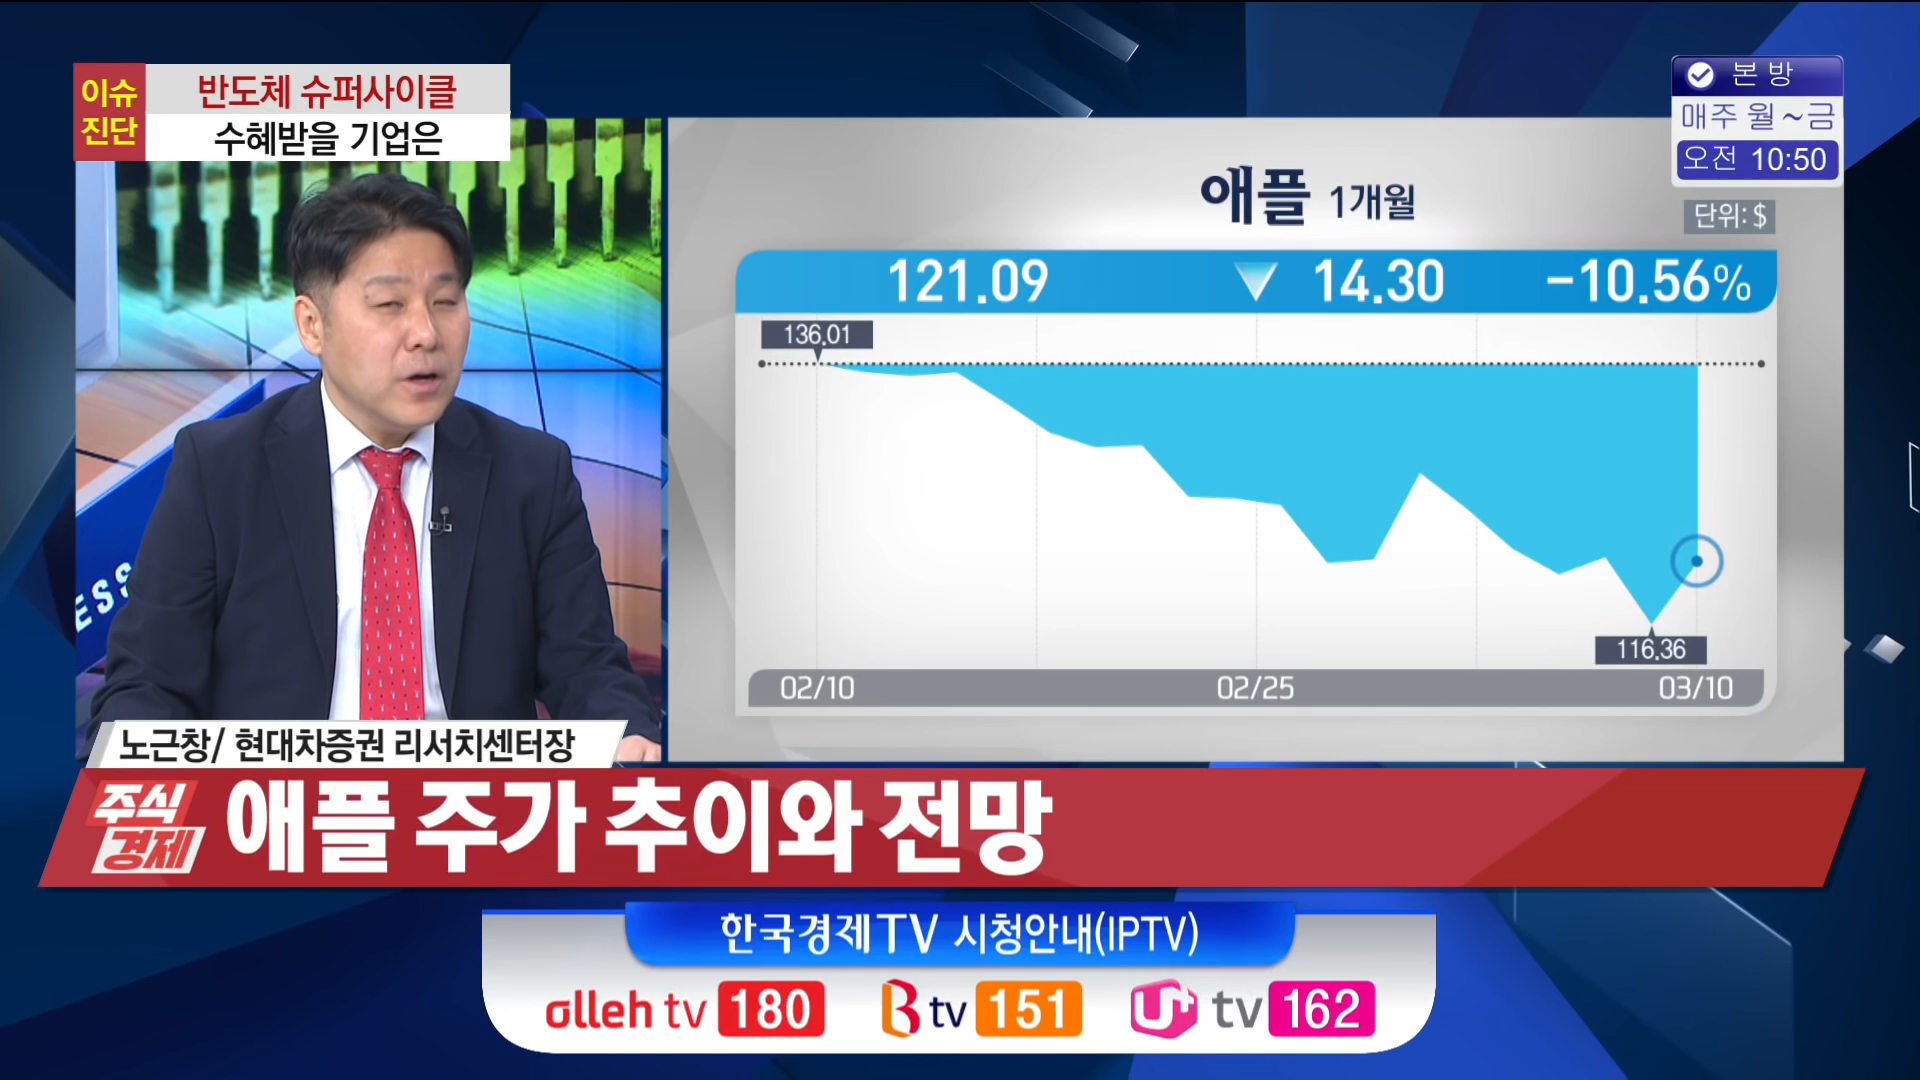 이슈
진단
반도체 슈퍼사이클
수혜받을 기업은
본 방
매주 월~금
오전 10:50
애플 1개월
단위: $
121.09 ▼ 14.30 -10.56%
136.01
116.36
02/10 02/25 03/10
ESS
노근창/ 현대차증권 리서치센터장
주식
경제
애플 주가 추이와 전망
한국경제TV 시청안내(IPTV)
olleh tv 180 B tv 151 U+ tv 162